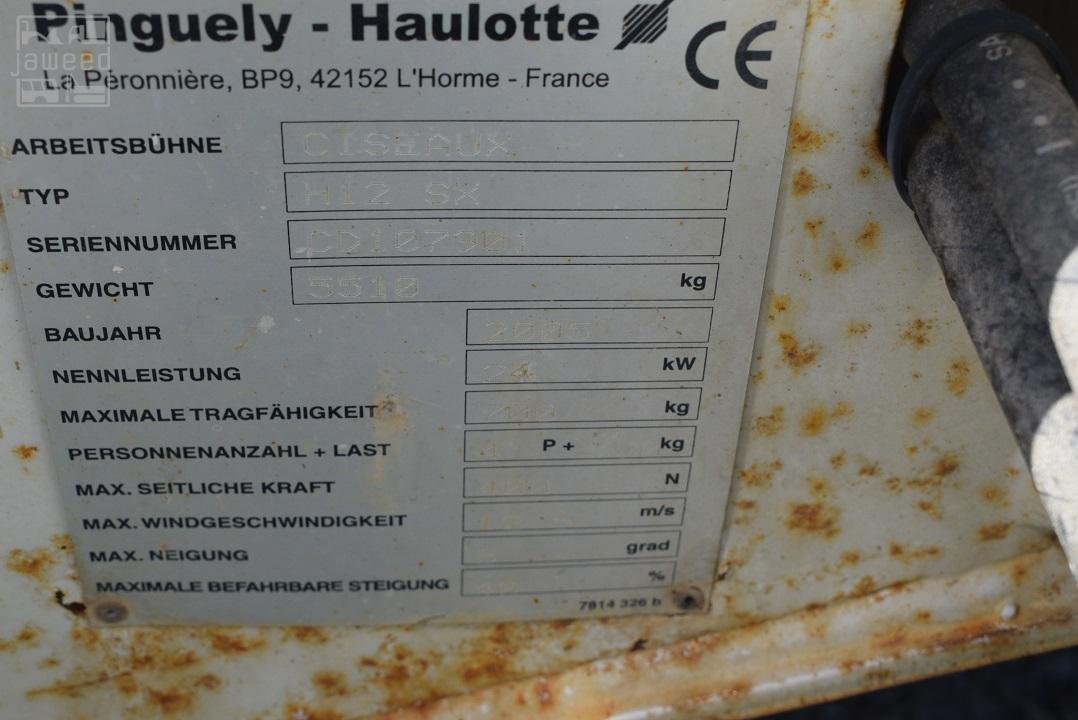 jaweed
Pinguely - Haulotte CE
La Péronnière, BP9, 42152 L'Horme - France
ARBEITSBÜHNE CISEAUX
TYP H12 SX
SERIENNUMMER
GEWICHT 5510 kg
BAUJAHR 2005
NENNLEISTUNG kW
MAXIMALE TRAGFÄHIGKEIT kg
PERSONNENANZAHL + LAST P + kg
MAX. SEITLICHE KRAFT N
MAX. WINDGESCHWINDIGKEIT m/s
MAX. NEIGUNG grad
MAXIMALE BEFAHRBARE STEIGUNG %
7814 326 b